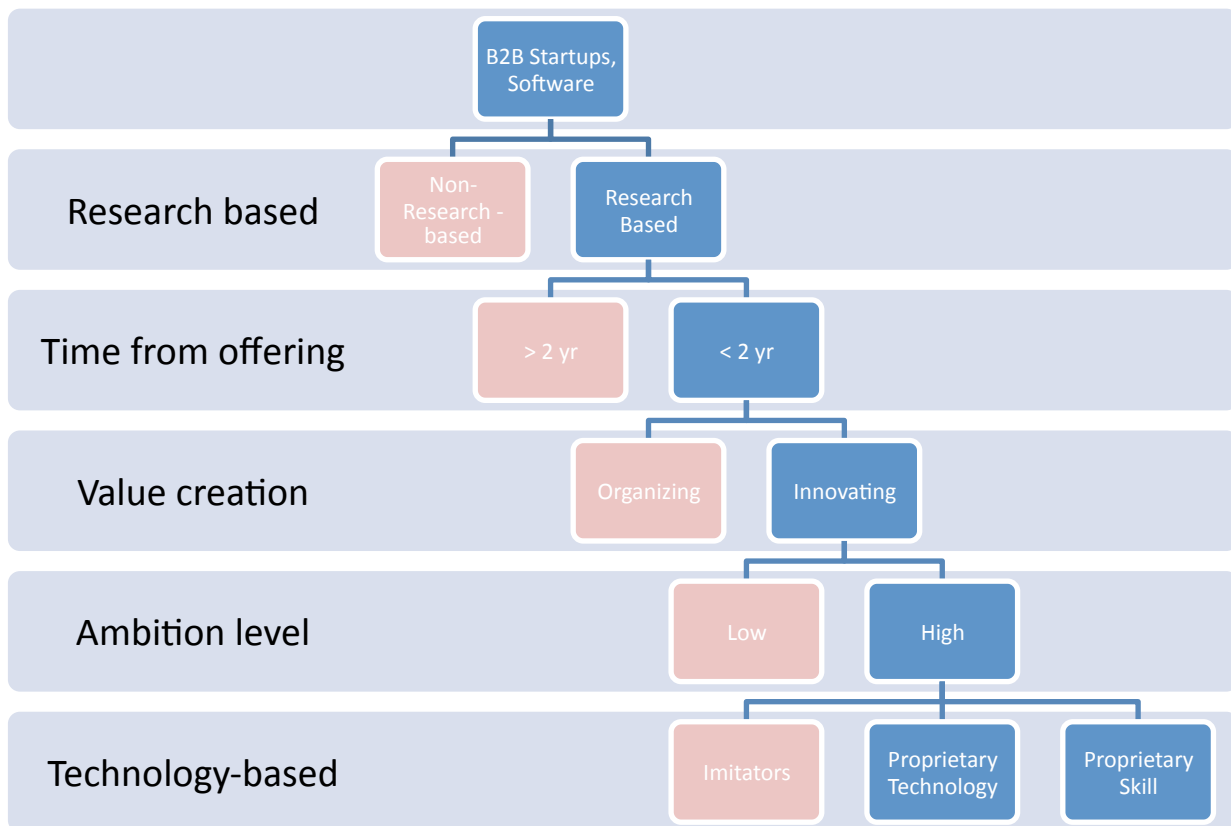 B2B Startups,
Software
Research based
Non-
Research -
based
Research
Based
Time from offering
> 2 yr
< 2 yr
Value creation
Organizing
Innovating
Ambition level
Low
High
Technology-based
Imitators
Proprietary
Technology
Proprietary
Skill